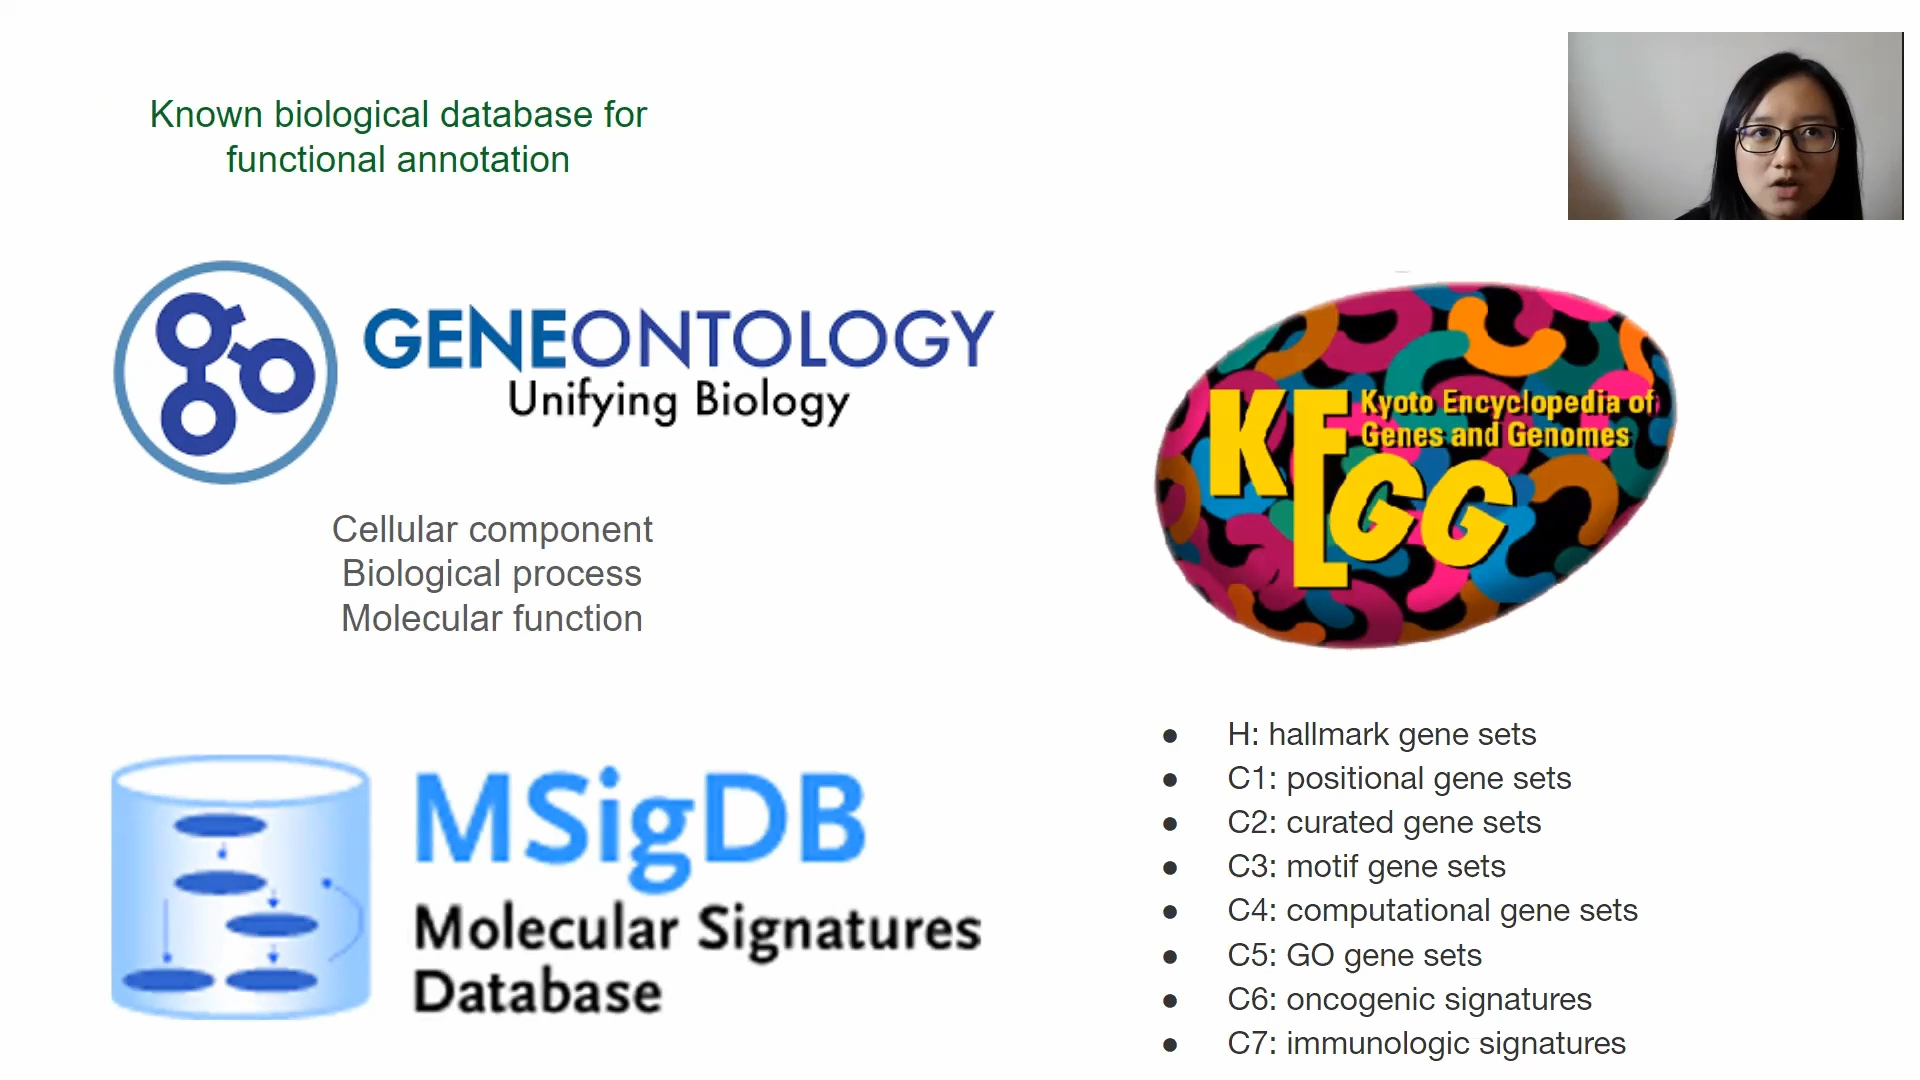 Known biological database for
functional annotation
go
GENEONTOLOGY
Unifying Biology
Cellular component
Biological process
Molecular function
KEGG
Kyoto Encyclopedia of
Genes and Genomes
MSigDB
Molecular Signatures
Database
● H: hallmark gene sets
● C1: positional gene sets
● C2: curated gene sets
● C3: motif gene sets
● C4: computational gene sets
● C5: GO gene sets
● C6: oncogenic signatures
● C7: immunologic signatures